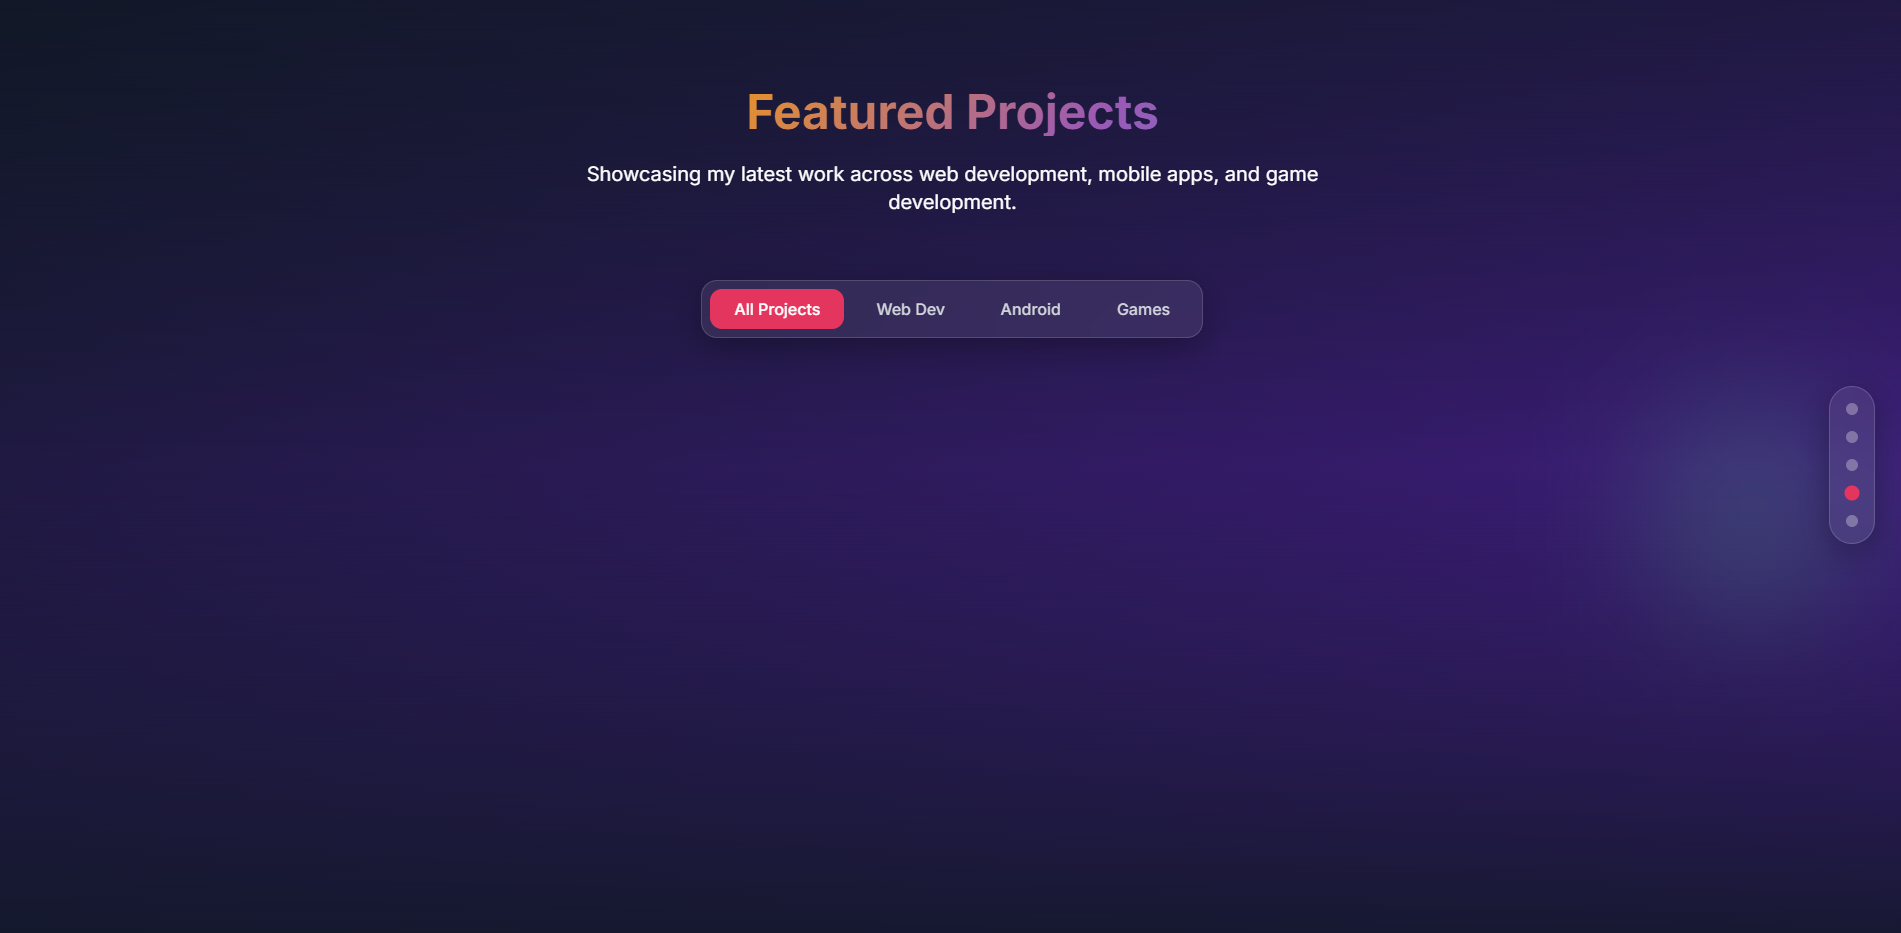 Featured Projects
Showcasing my latest work across web development, mobile apps, and game
development.
All Projects
Web Dev
Android
Games